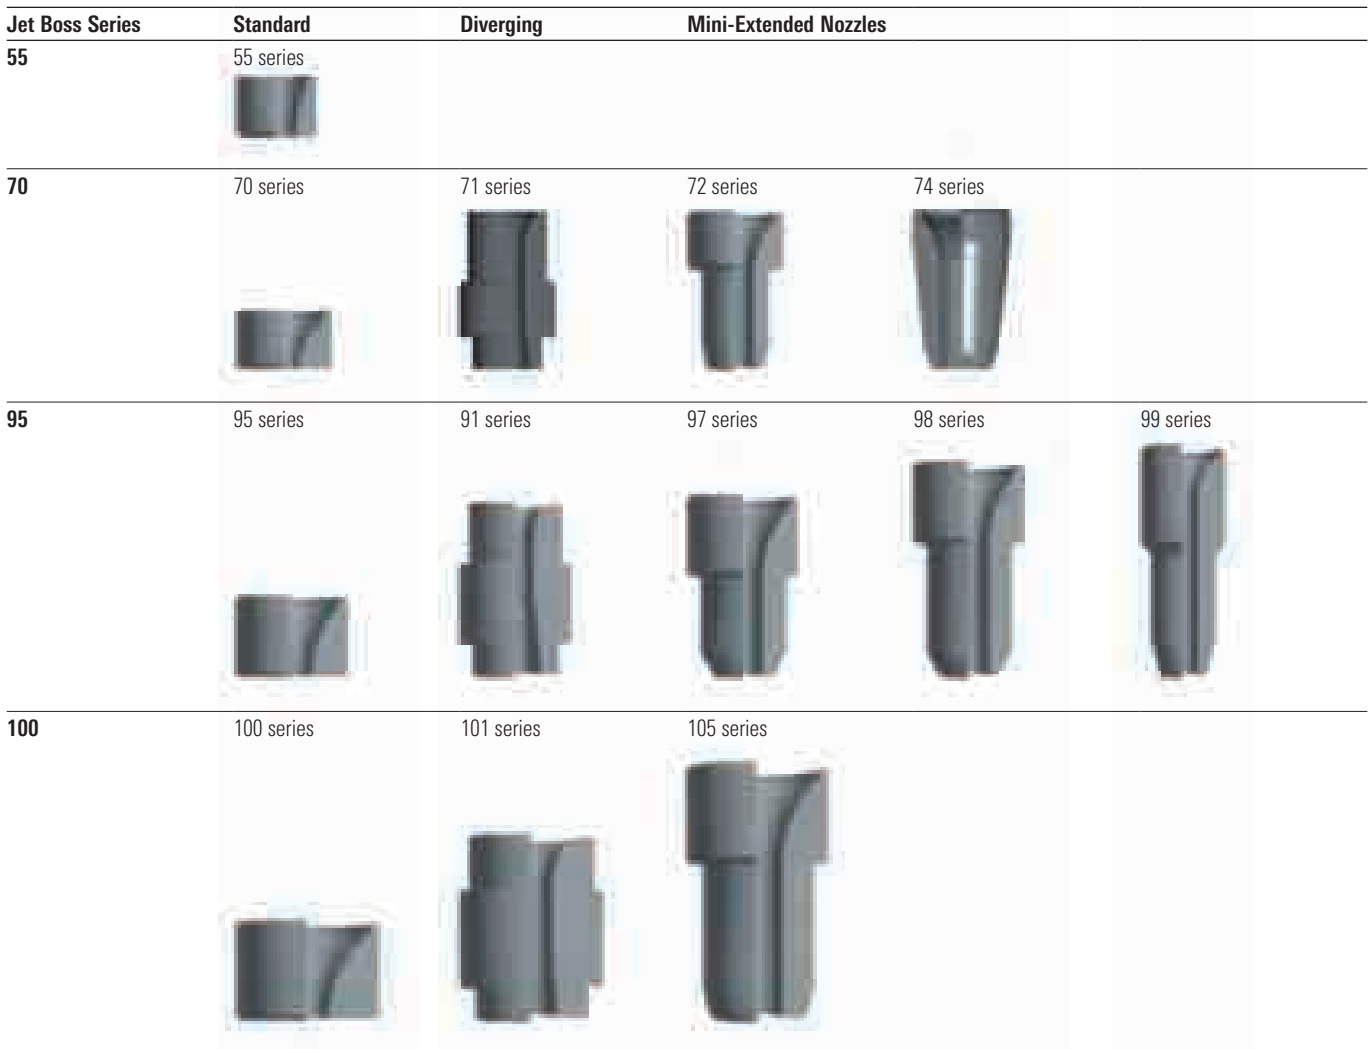 Jet Boss Series Standard Diverging Mini-Extended Nozzles
55 55 series
70 70 series 71 series 72 series 74 series
95 95 series 91 series 97 series 98 series 99 series
100 100 series 101 series 105 series